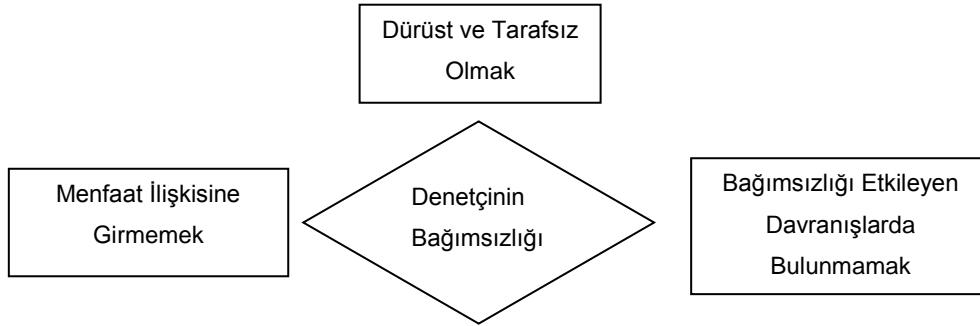 Dürüst ve Tarafsız
Olmak
Menfaat İlişkisine
Girmemek
Denetçinin
Bağımsızlığı
Bağımsızlığı Etkileyen
Davranışlarda
Bulunmamak